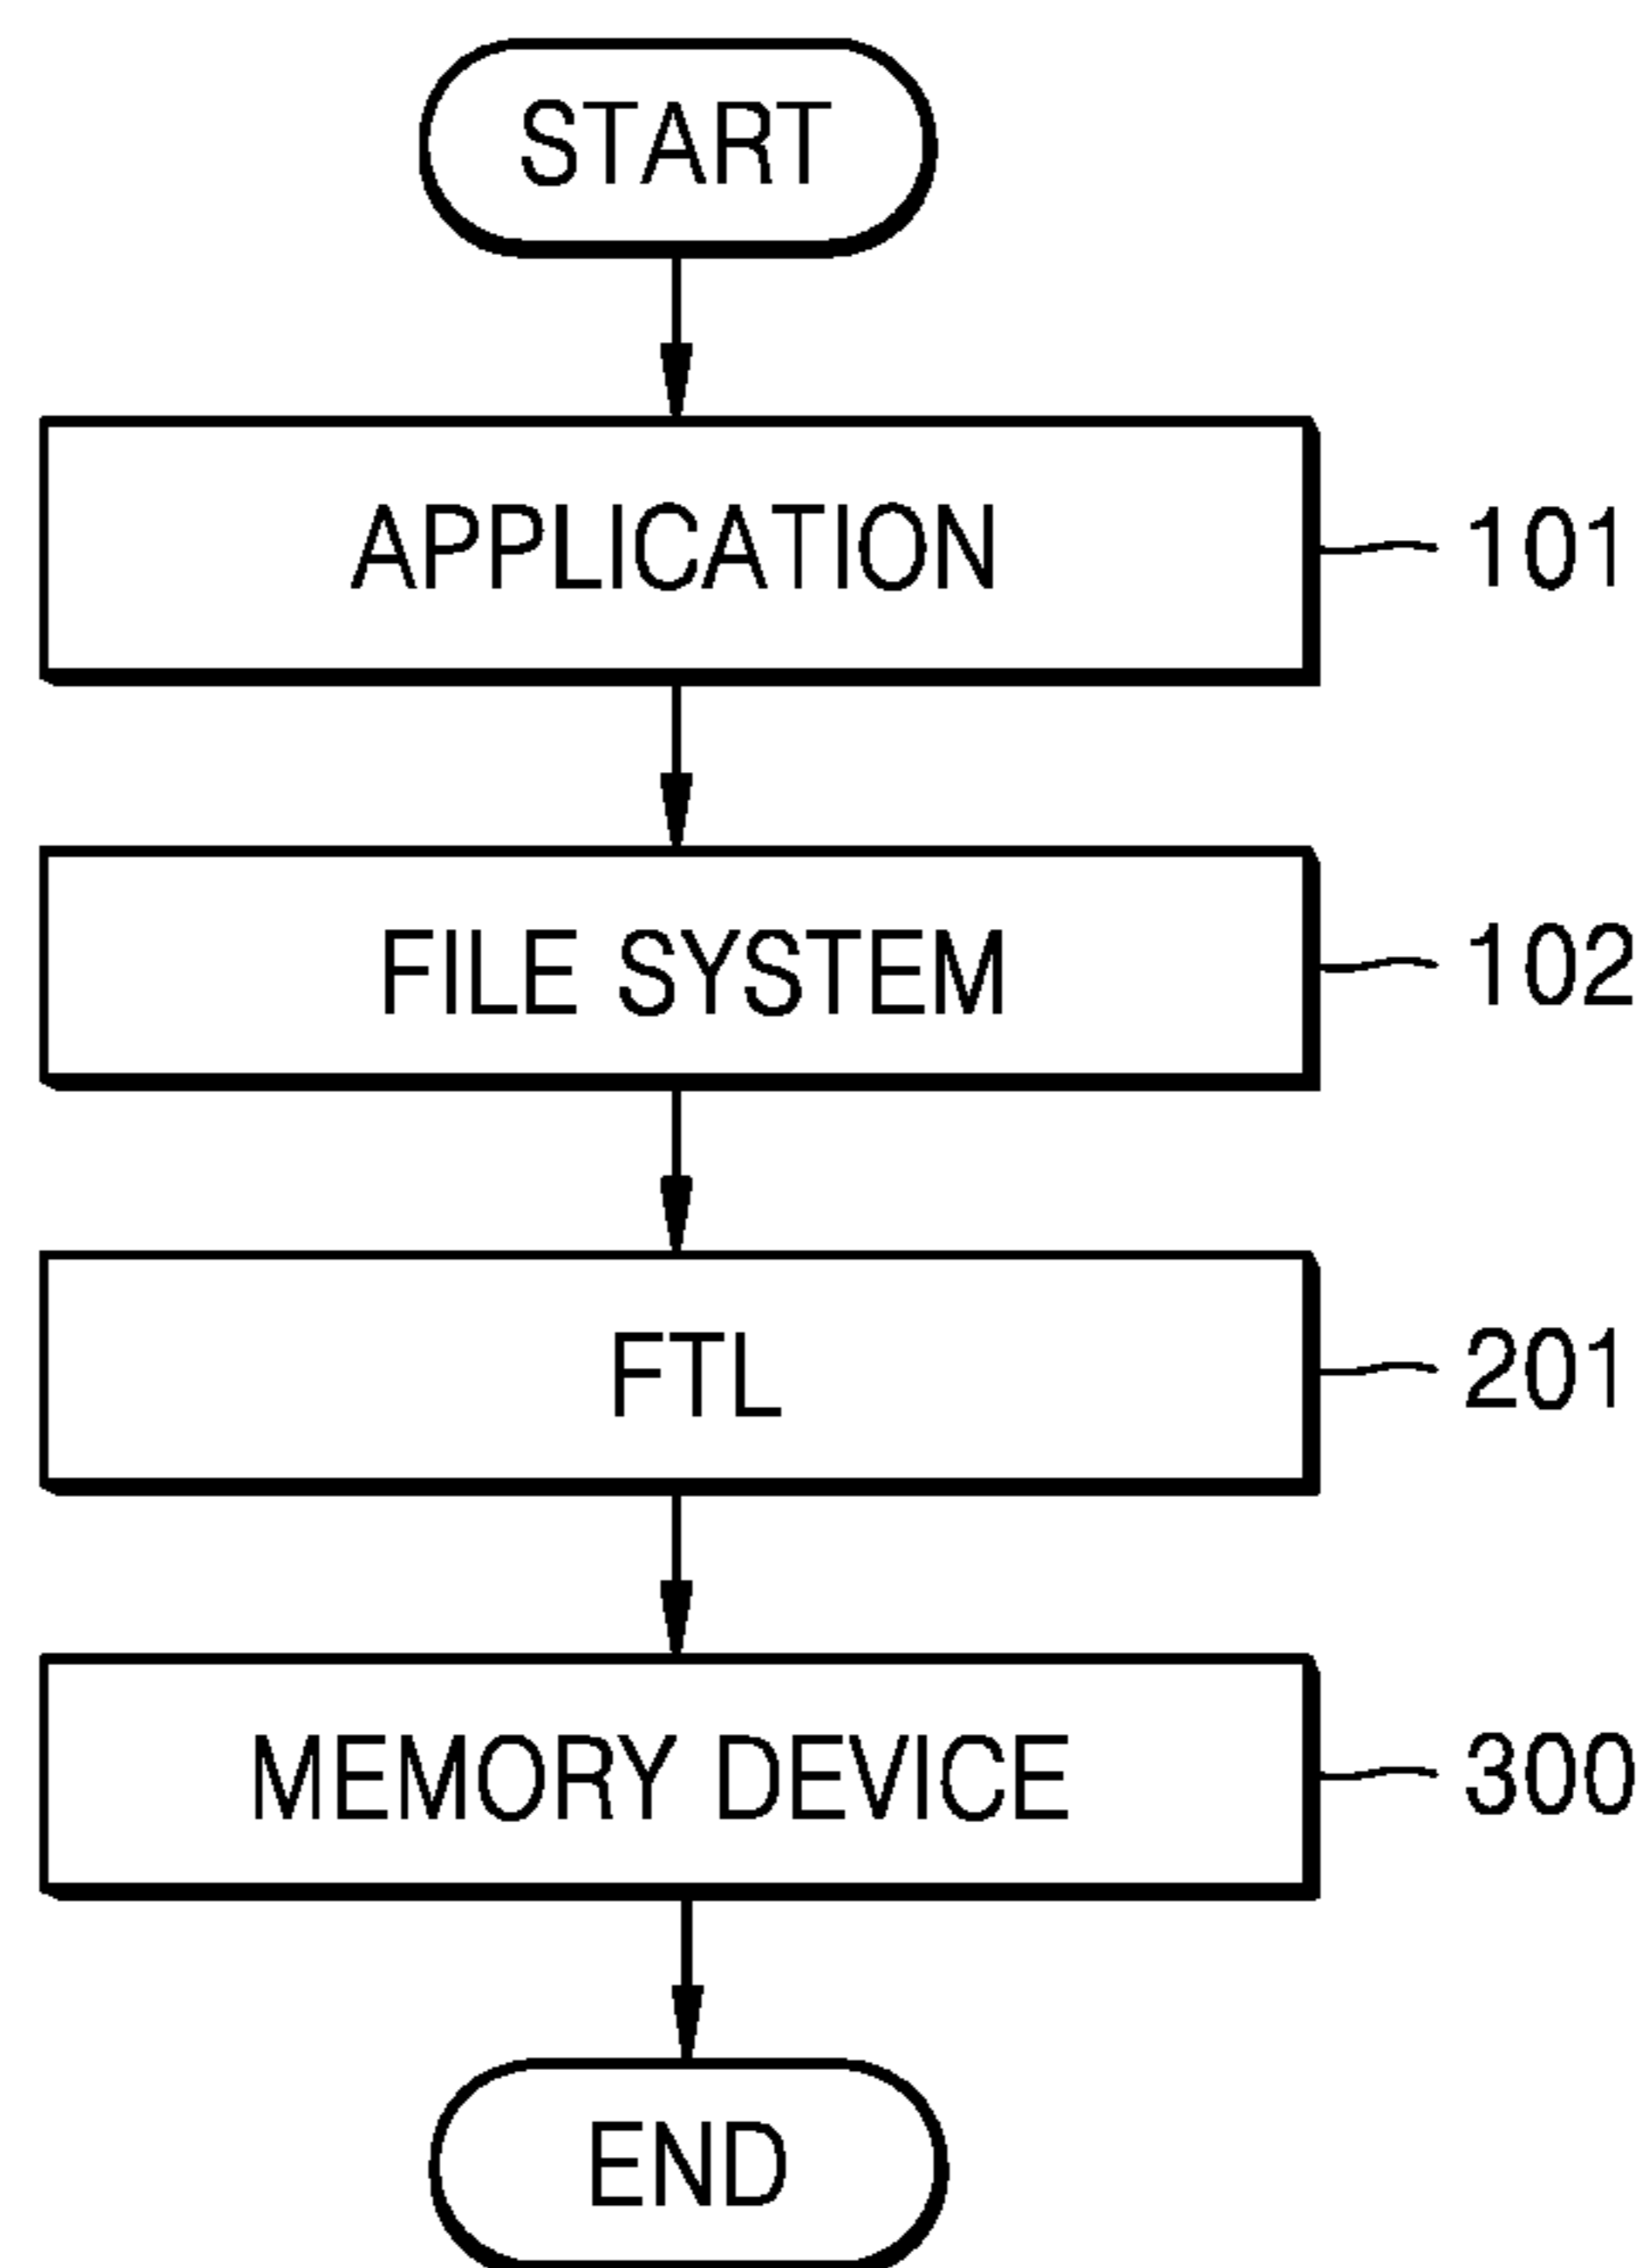 START
APPLICATION 101
FILE SYSTEM 102
FTL 201
MEMORY DEVICE 300
END